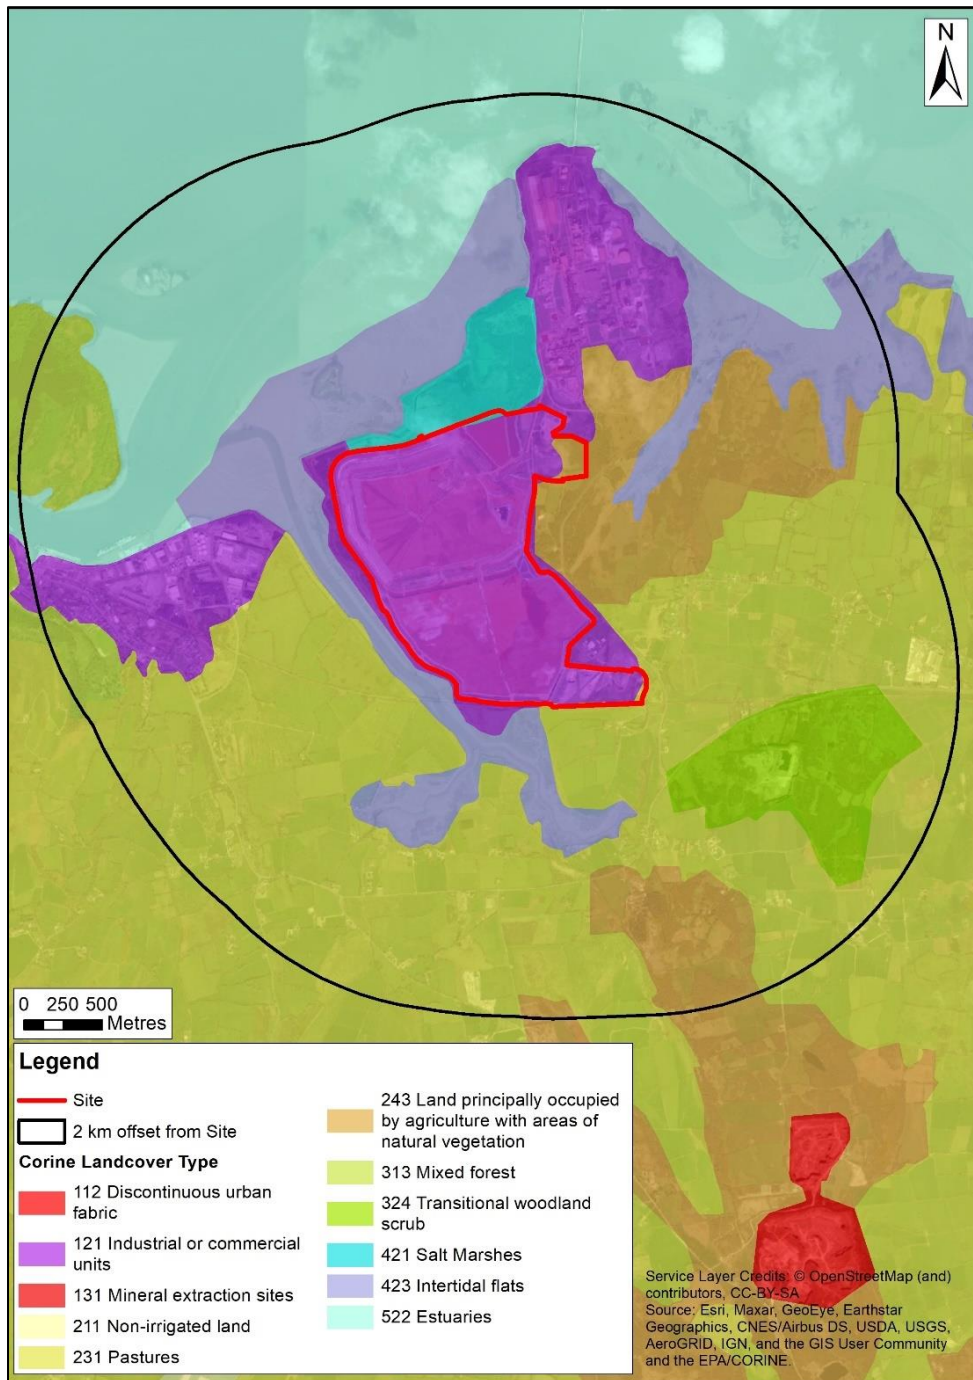 N
0 250 500
Metres
Legend
Site
2 km offset from Site
Corine Landcover Type
112 Discontinuous urban
fabric
121 Industrial or commercial
units
131 Mineral extraction sites
211 Non-irrigated land
231 Pastures
243 Land principally occupied
by agriculture with areas of
natural vegetation
313 Mixed forest
324 Transitional woodland
scrub
421 Salt Marshes
423 Intertidal flats
522 Estuaries
Service Layer Credits: © OpenStreetMap (and)
contributors, CC-BY-SA
Source: Esri, Maxar, GeoEye, Earthstar
Geographics, CNES/Airbus DS, USDA, USGS,
AeroGRID, IGN, and the GIS User Community
and the EPA/CORINE.